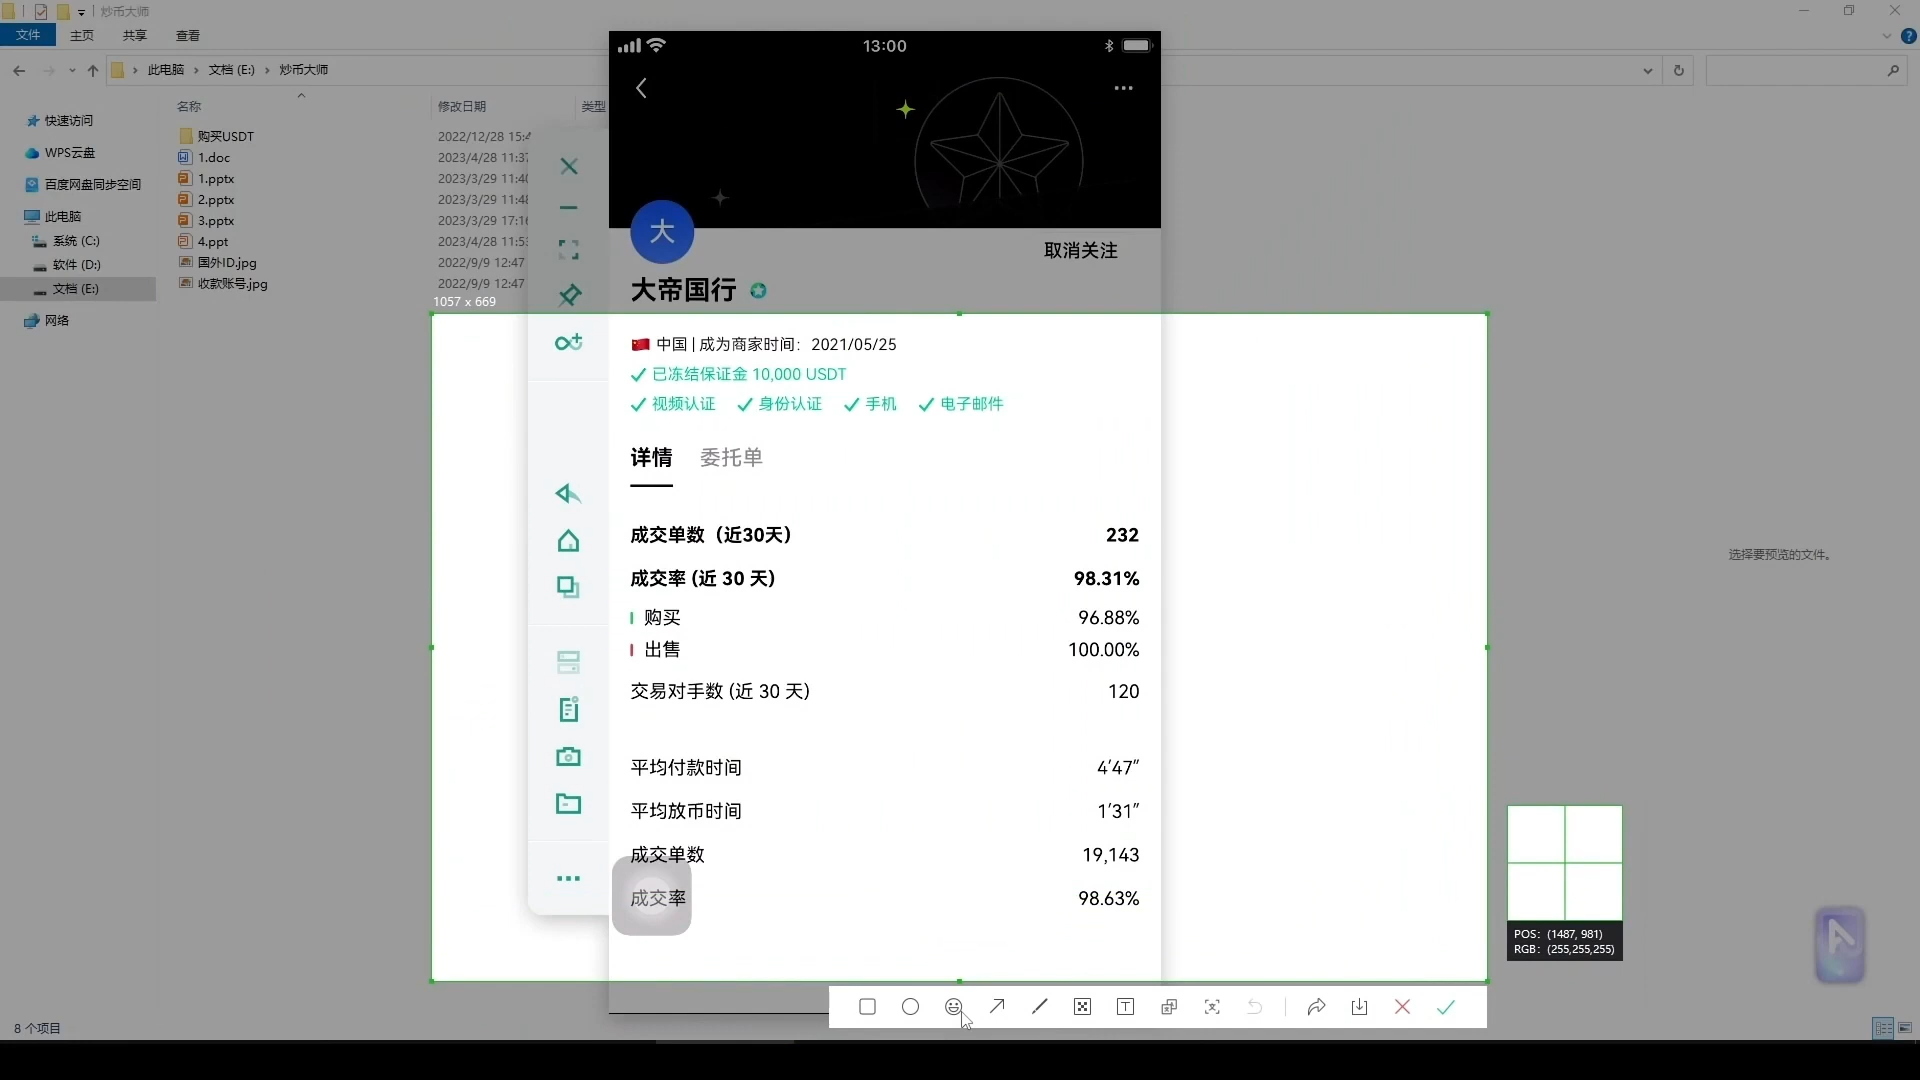 炒币大师
文件 主页 共享 查看
此电脑 文档 (E:) 炒币大师
名称 修改日期 类型
快速访问
WPS云盘
百度网盘同步空间
此电脑
系统 (C:)
软件 (D:)
文档 (E:)
网络
购买USDT 2022/12/28 15:4
1.doc 2023/4/28 11:37
1.pptx 2023/3/29 11:40
2.pptx 2023/3/29 11:48
3.pptx 2023/3/29 17:16
4.ppt 2023/4/28 11:53
国外ID.jpg 2022/9/9 12:47
收款账号.jpg 2022/9/9 12:47
1057 x 669
13:00
大
取消关注
大帝国行
中国 | 成为商家时间：2021/05/25
已冻结保证金 10,000 USDT
视频认证 身份认证 手机 电子邮件
详情 委托单
成交单数（近30天） 232
成交率 (近 30 天) 98.31%
购买 96.88%
出售 100.00%
交易对手数 (近 30 天) 120
平均付款时间 4′47″
平均放币时间 1′31″
成交单数 19,143
成交率 98.63%
选择要预览的文件。
POS: (1487, 981)
RGB: (255,255,255)
8 个项目